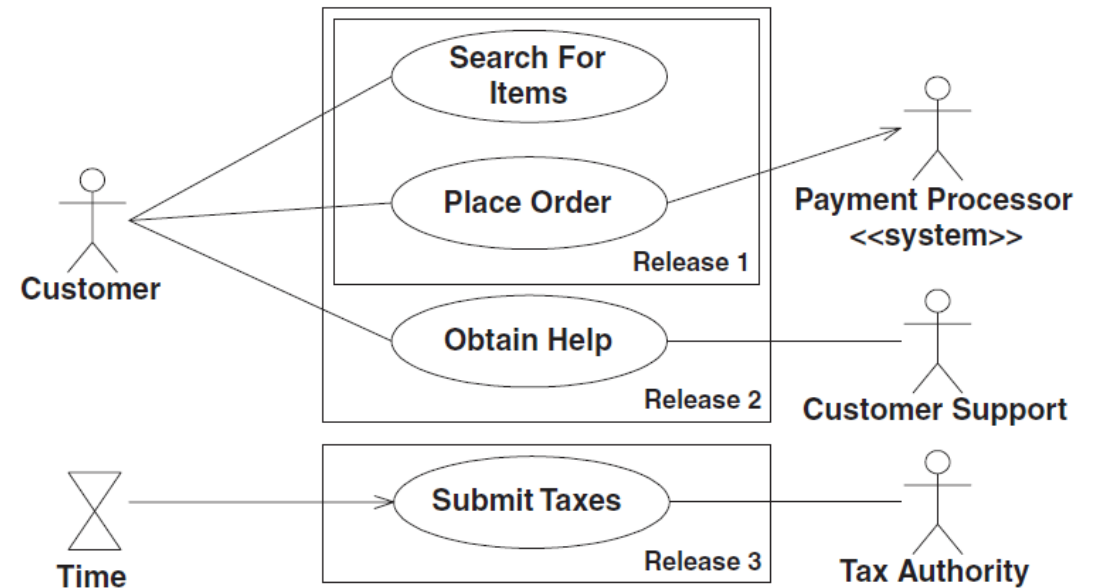 Search For
Items
Place Order
Payment Processor
<<system>>
Release 1
Customer
Obtain Help
Release 2
Customer Support
Submit Taxes
Release 3
Time
Tax Authority